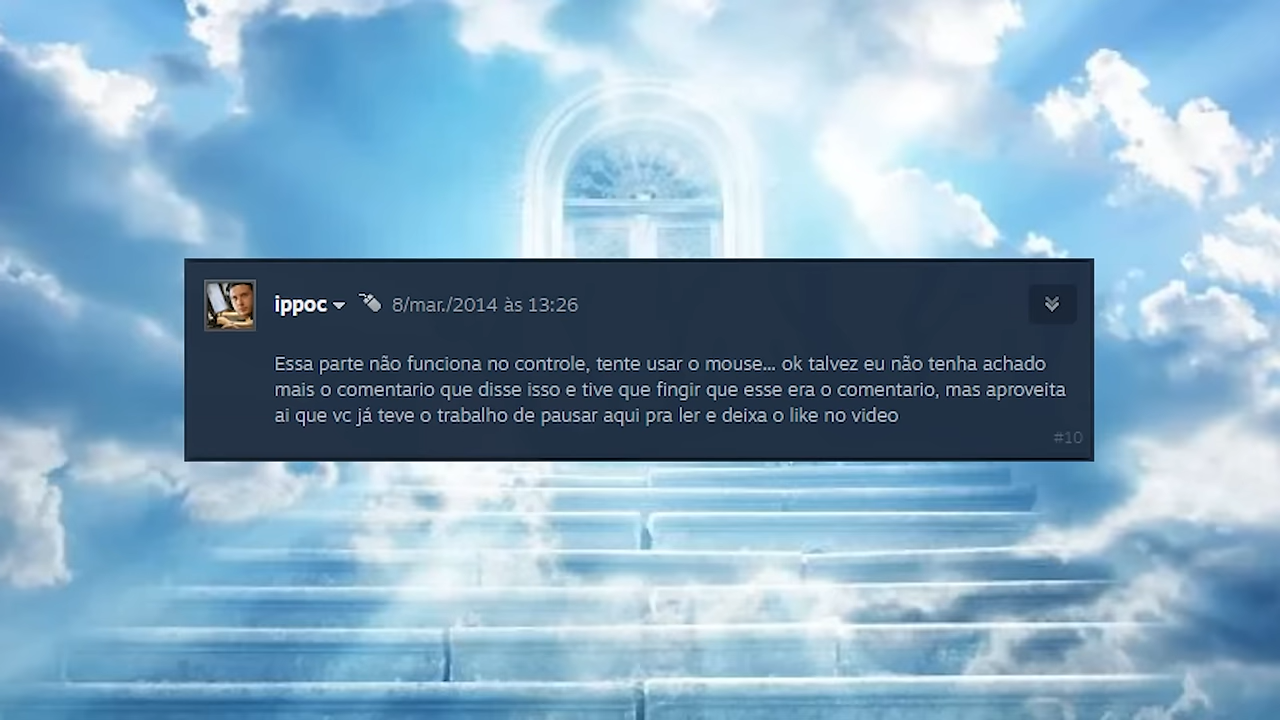 ippoc 8/mar./2014 às 13:26
Essa parte não funciona no controle, tente usar o mouse... ok talvez eu não tenha achado
mais o comentario que disse isso e tive que fingir que esse era o comentario, mas aproveita
ai que vc já teve o trabalho de pausar aqui pra ler e deixa o like no video
#10